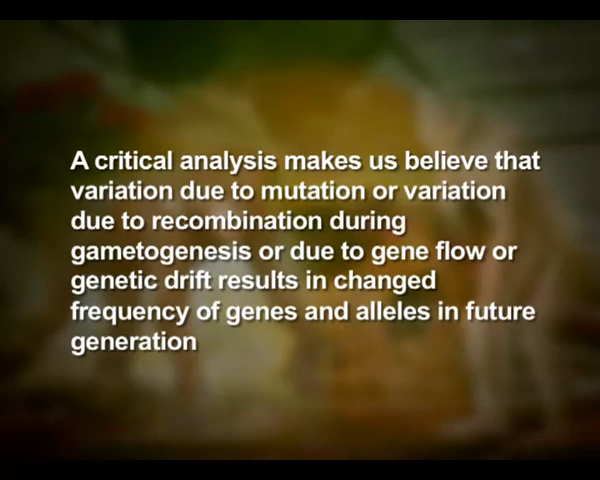 A critical analysis makes us believe that
variation due to mutation or variation
due to recombination during
gametogenesis or due to gene flow or
genetic drift results in changed
frequency of genes and alleles in future
generation